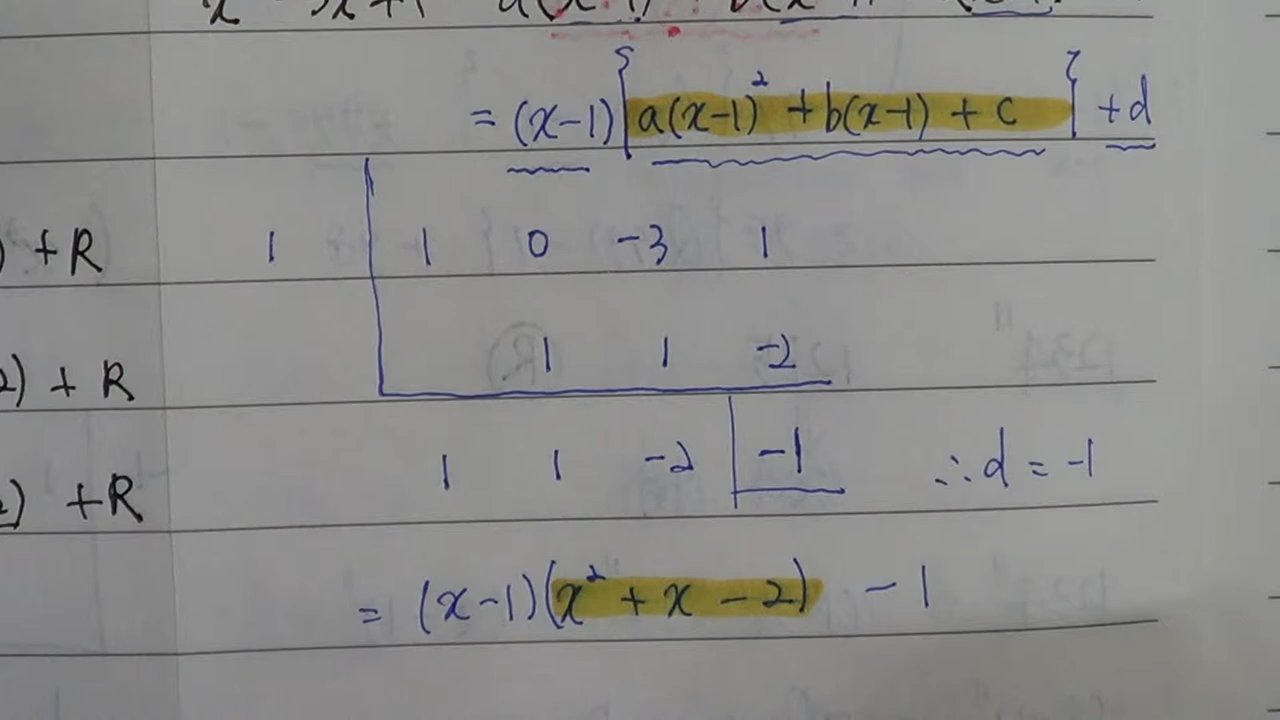 = (x-1){a(x-1)² + b(x-1) + c} + d
) + R 1 1 0 -3 1
2) + R 1 1 -2
) + R 1 1 -2 -1 ∴ d = -1
= (x-1)(x² + x - 2) - 1